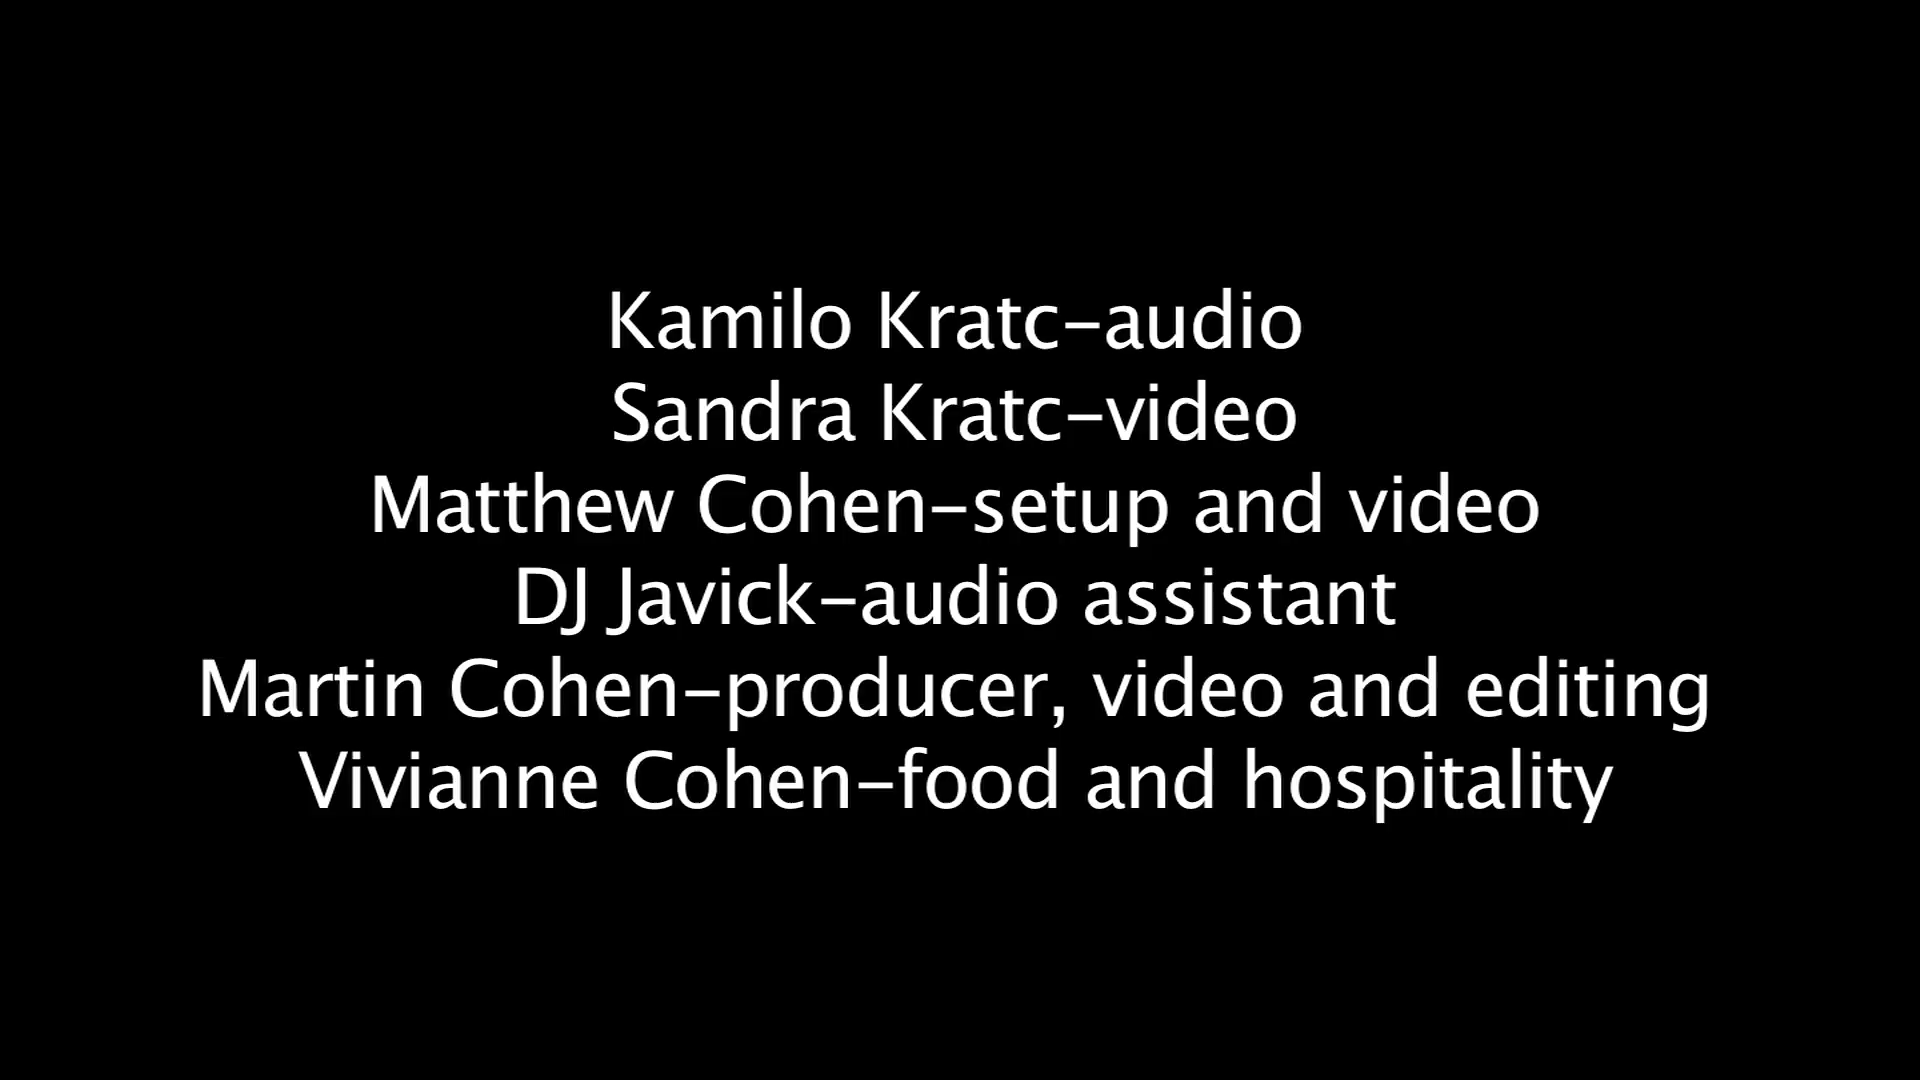 Kamilo Kratc-audio
Sandra Kratc-video
Matthew Cohen-setup and video
DJ Javick-audio assistant
Martin Cohen-producer, video and editing
Vivianne Cohen-food and hospitality